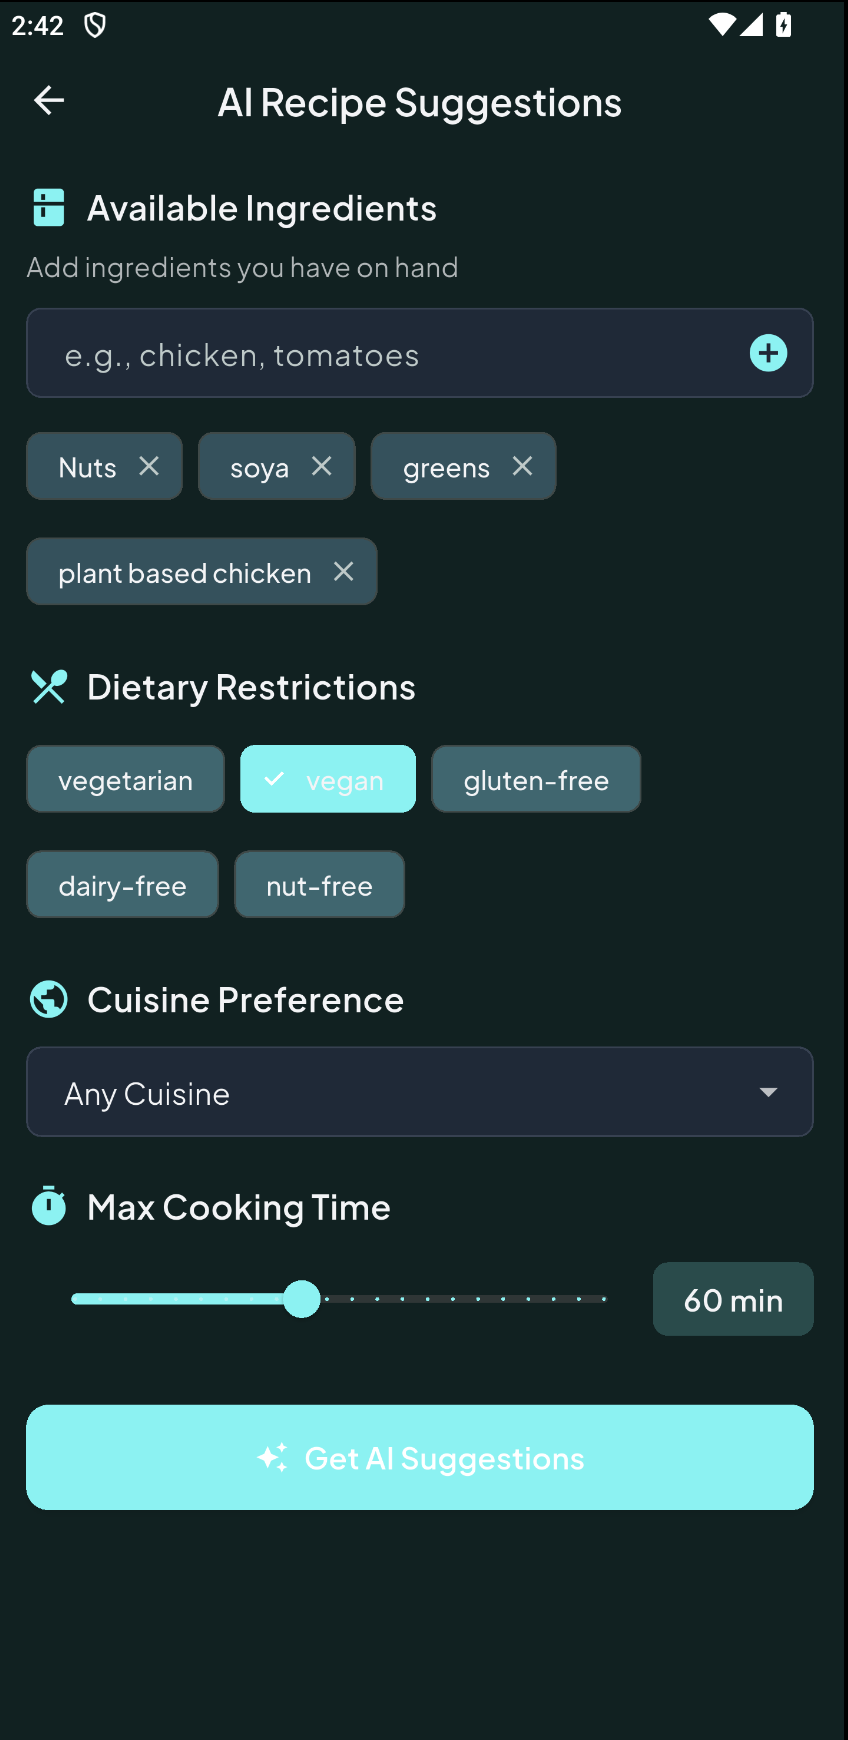 2:42
AI Recipe Suggestions
Available Ingredients
Add ingredients you have on hand
e.g., chicken, tomatoes
Nuts soya greens
plant based chicken
Dietary Restrictions
vegetarian vegan gluten-free
dairy-free nut-free
Cuisine Preference
Any Cuisine
Max Cooking Time
60 min
Get AI Suggestions